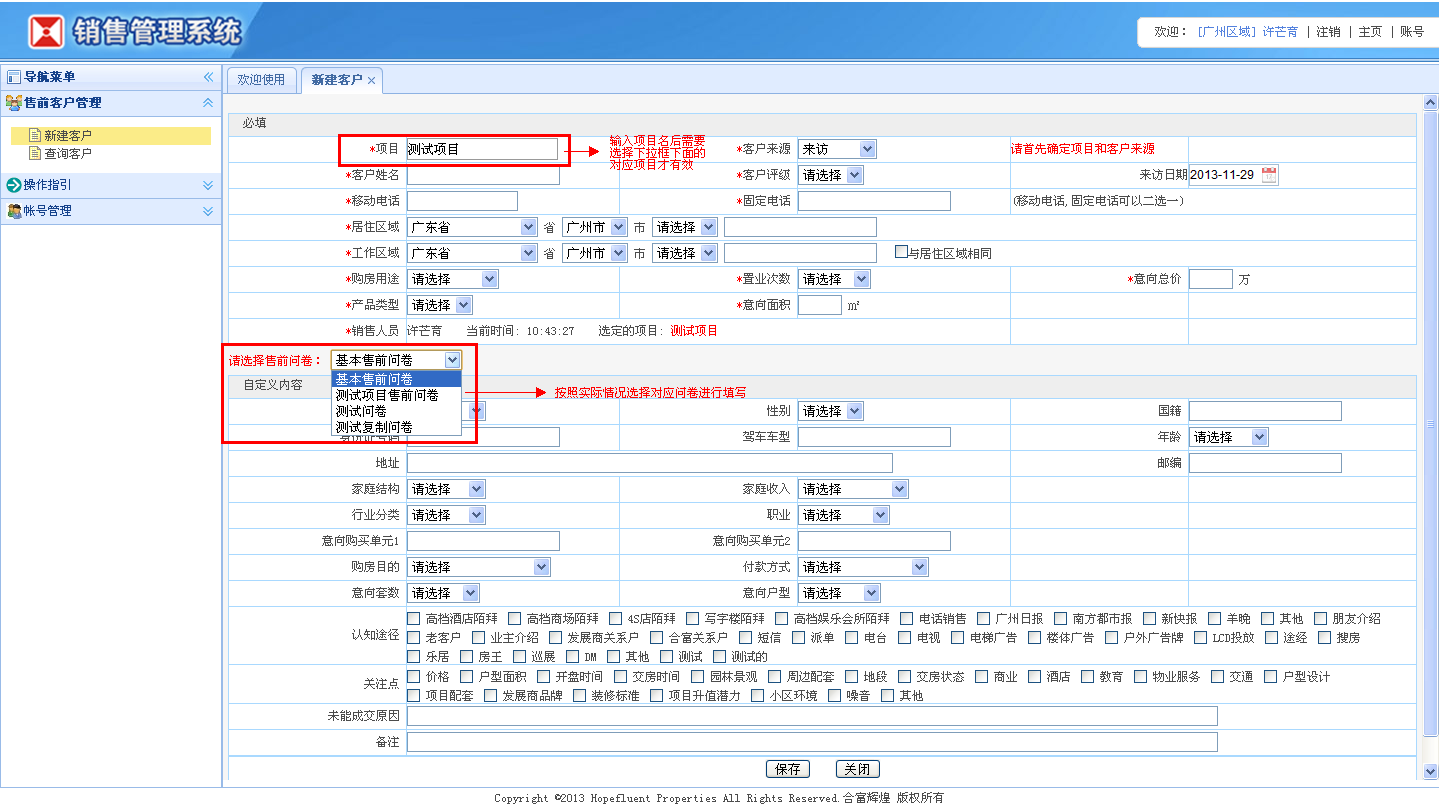 销售管理系统
欢迎： [广州区域] 许芒育 | 注销 | 主页 | 账号
导航菜单
售前客户管理
新建客户
查询客户
操作指引
帐号管理
欢迎使用 新建客户
必填
*项目 测试项目 输入项目名后需要
选择下拉框下面的
对应项目才有效
*客户来源 来访 请首先确定项目和客户来源
*客户姓名 *客户评级 请选择 来访日期 2013-11-29
*移动电话 *固定电话 (移动电话,固定电话可以二选一)
*居住区域 广东省 省 广州市 市 请选择
*工作区域 广东省 省 广州市 市 请选择 与居住区域相同
*购房用途 请选择 *置业次数 请选择 *意向总价 万
*产品类型 请选择 *意向面积 ㎡
*销售人员 许芒育 当前时间: 10:43:27 选定的项目: 测试项目
请选择售前问卷： 基本售前问卷
基本售前问卷
测试项目售前问卷
测试问卷
测试复制问卷
按照实际情况选择对应问卷进行填写
自定义内容
性别 请选择 国籍
驾车车型 年龄 请选择
地址 邮编
家庭结构 请选择 家庭收入 请选择
行业分类 请选择 职业 请选择
意向购买单元1 意向购买单元2
购房目的 请选择 付款方式 请选择
意向套数 请选择 意向户型 请选择
认知途径
高档酒店陌拜 高档商场陌拜 4S店陌拜 写字楼陌拜 高档娱乐会所陌拜 电话销售 广州日报 南方都市报 新快报 羊晚 其他 朋友介绍
老客户 业主介绍 发展商关系户 合富关系户 短信 派单 电台 电视 电梯广告 楼体广告 户外广告牌 LCD投放 途经 搜房
乐居 房王 巡展 DM 其他 测试 测试的
关注点
价格 户型面积 开盘时间 交房时间 园林景观 周边配套 地段 交房状态 商业 酒店 教育 物业服务 交通 户型设计
项目配套 发展商品牌 装修标准 项目升值潜力 小区环境 噪音 其他
未能成交原因
备注
保存 关闭
Copyright ©2013 Hopefluent Properties All Rights Reserved.合富辉煌 版权所有